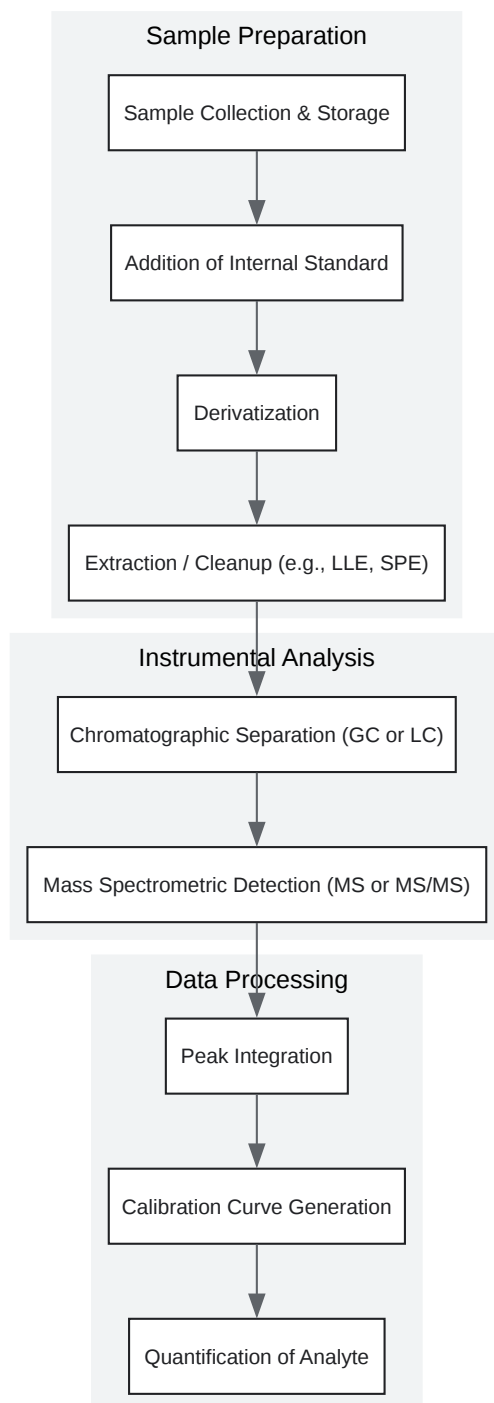 Sample Preparation
Sample Collection & Storage
Addition of Internal Standard
Derivatization
Extraction / Cleanup (e.g., LLE, SPE)
Instrumental Analysis
Chromatographic Separation (GC or LC)
Mass Spectrometric Detection (MS or MS/MS)
Data Processing
Peak Integration
Calibration Curve Generation
Quantification of Analyte